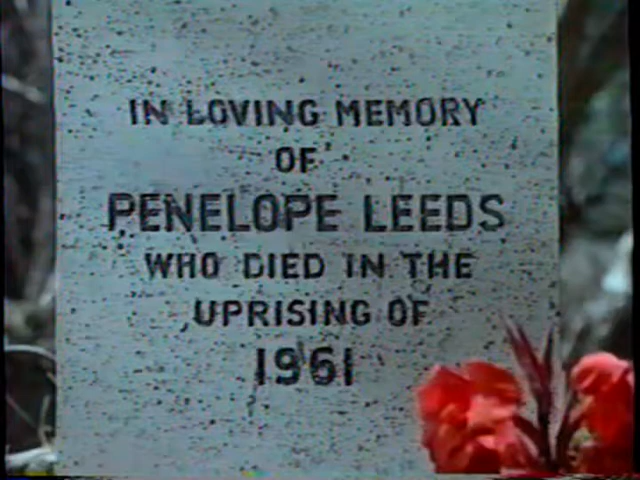 IN LOVING MEMORY
OF
PENELOPE LEEDS
WHO DIED IN THE
UPRISING OF
1961